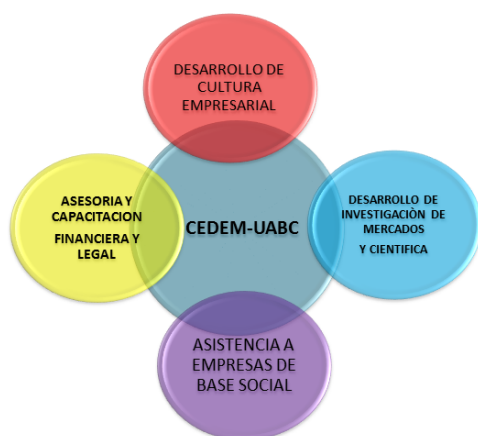 DESARROLLO DE
CULTURA
EMPRESARIAL
ASESORIA Y
CAPACITACION
FINANCIERA Y
LEGAL
CEDEM-UABC
DESARROLLO DE
INVESTIGACIÒN DE
MERCADOS
Y CIENTIFICA
ASISTENCIA A
EMPRESAS DE
BASE SOCIAL